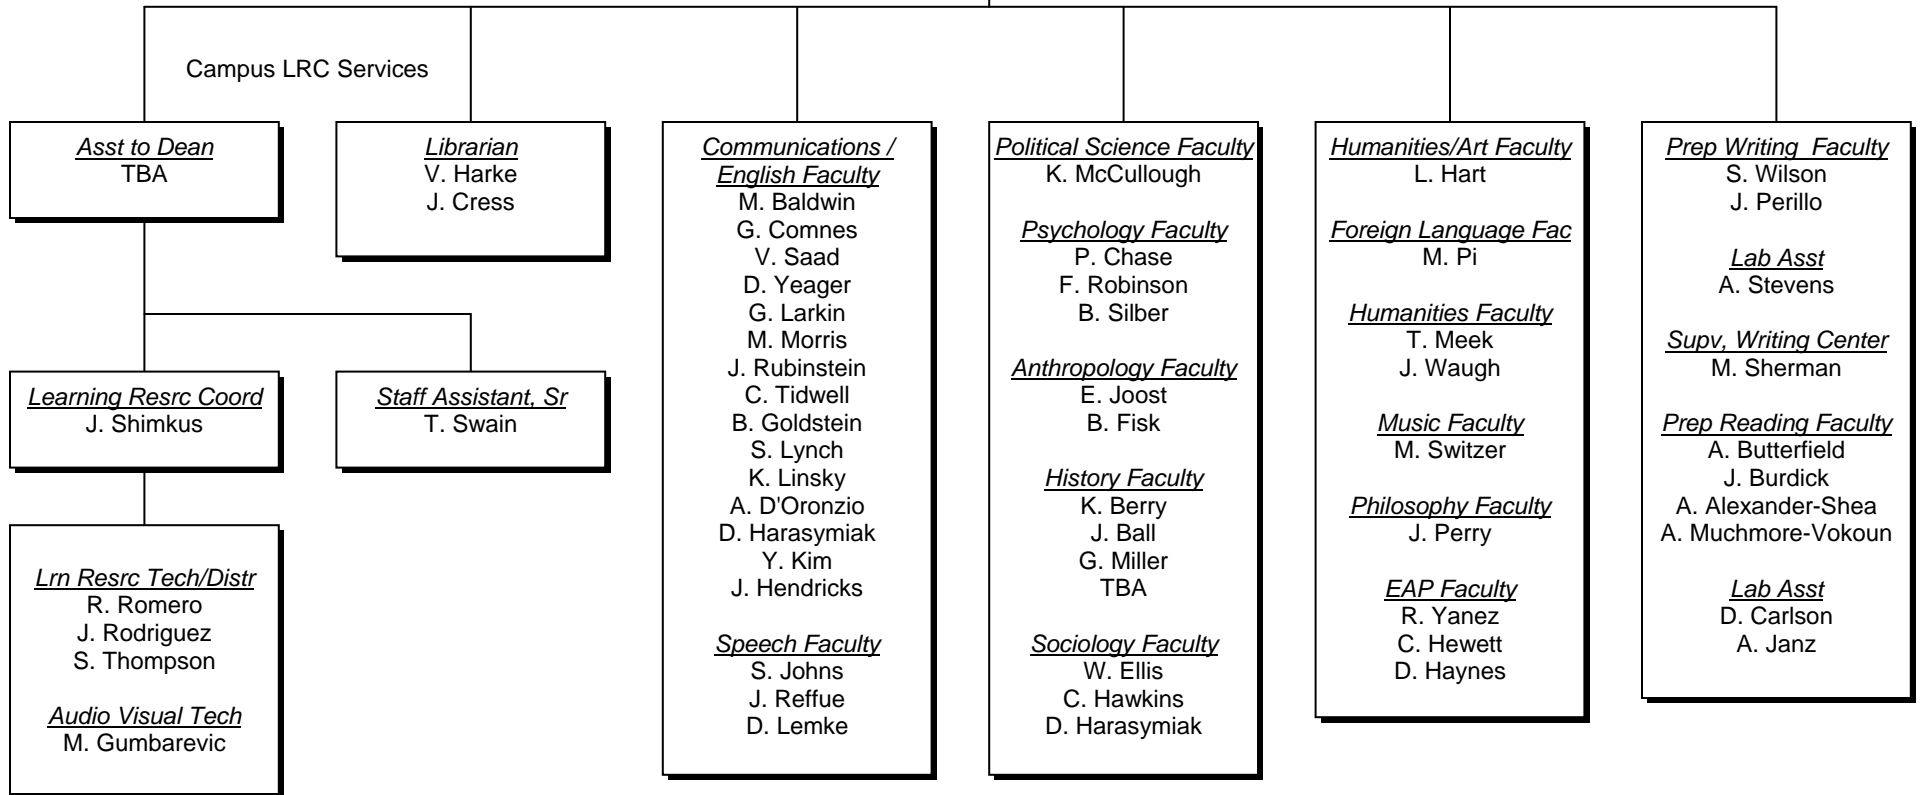 Campus LRC Services
Asst to Dean
TBA
Librarian
V. Harke
J. Cress
Communications /
English Faculty
M. Baldwin
G. Comnes
V. Saad
D. Yeager
G. Larkin
M. Morris
J. Rubinstein
C. Tidwell
B. Goldstein
S. Lynch
K. Linsky
A. D'Oronzio
D. Harasymiak
Y. Kim
J. Hendricks
Speech Faculty
S. Johns
J. Reffue
D. Lemke
Political Science Faculty
K. McCullough
Psychology Faculty
P. Chase
F. Robinson
B. Silber
Anthropology Faculty
E. Joost
B. Fisk
History Faculty
K. Berry
J. Ball
G. Miller
TBA
Sociology Faculty
W. Ellis
C. Hawkins
D. Harasymiak
Humanities/Art Faculty
L. Hart
Foreign Language Fac
M. Pi
Humanities Faculty
T. Meek
J. Waugh
Music Faculty
M. Switzer
Philosophy Faculty
J. Perry
EAP Faculty
R. Yanez
C. Hewett
D. Haynes
Prep Writing Faculty
S. Wilson
J. Perillo
Lab Asst
A. Stevens
Supv, Writing Center
M. Sherman
Prep Reading Faculty
A. Butterfield
J. Burdick
A. Alexander-Shea
A. Muchmore-Vokoun
Lab Asst
D. Carlson
A. Janz
Learning Resrc Coord
J. Shimkus
Staff Assistant, Sr
T. Swain
Lrn Resrc Tech/Distr
R. Romero
J. Rodriguez
S. Thompson
Audio Visual Tech
M. Gumbarevic